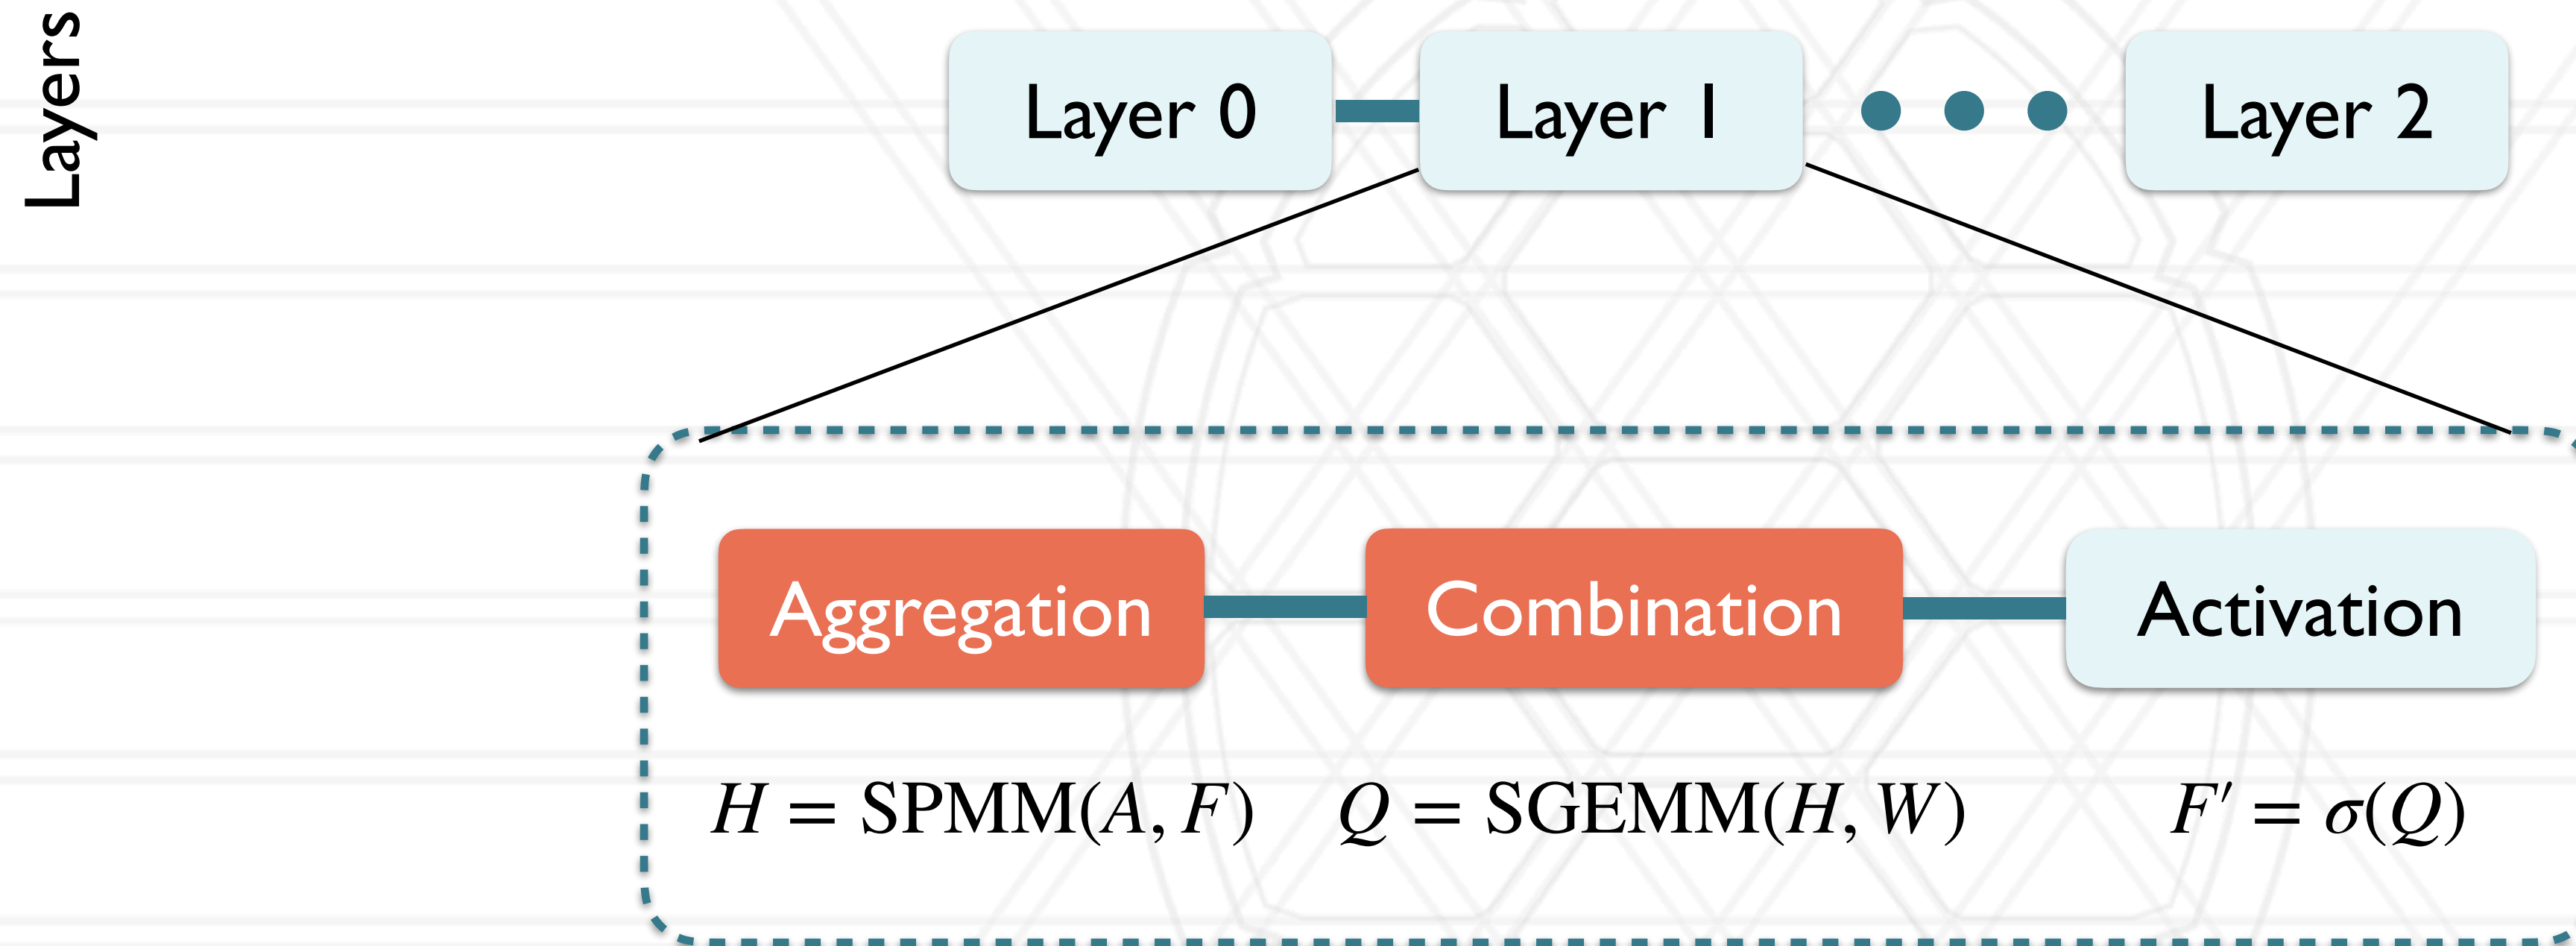 Layers
Layer 0
Layer 1
Layer 2
Aggregation
Combination
Activation
H = SPMM(A, F)
Q = SGEMM(H, W)
F′ = σ(Q)